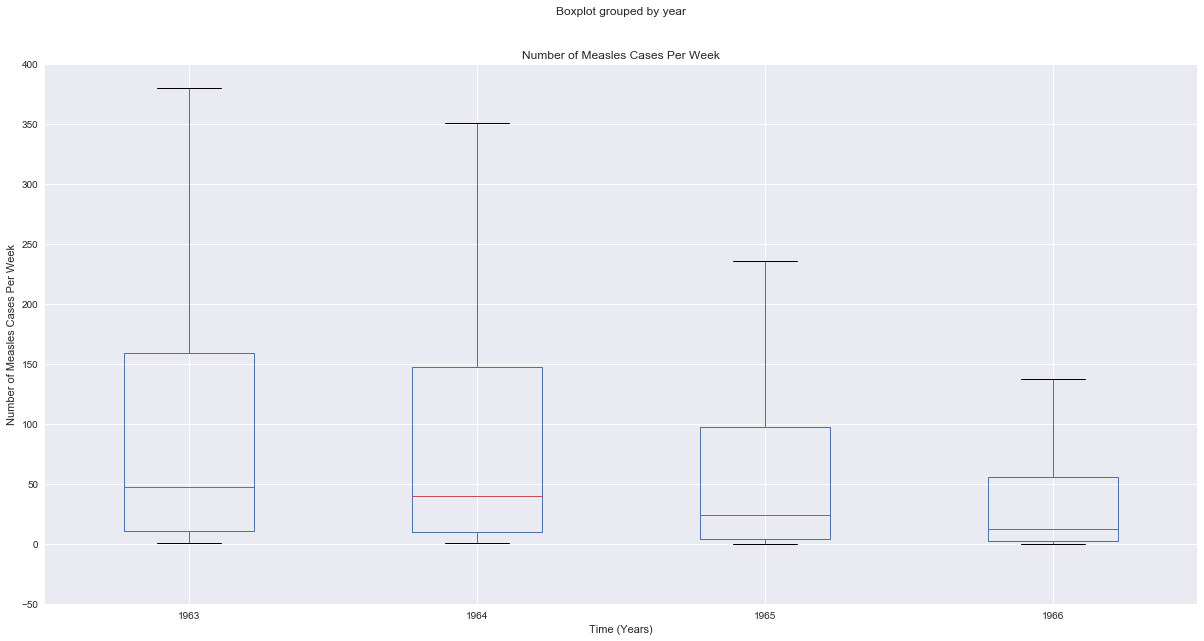 Boxplot grouped by year
Number of Measles Cases Per Week
400
350
300
250
200
150
100
50
0
−50
Number of Measles Cases Per Week
1963 1964 1965 1966
Time (Years)